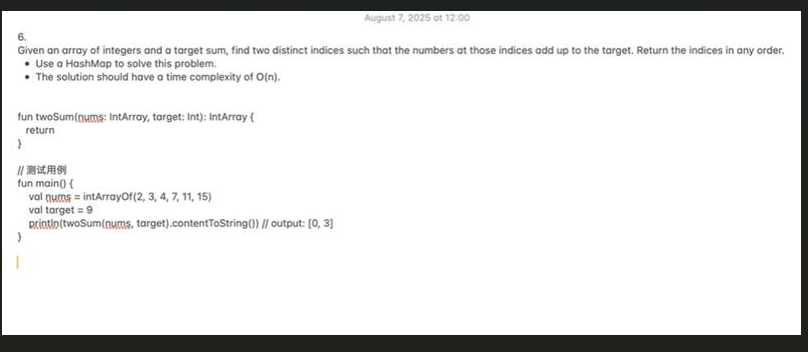 August 7, 2025 at 12:00
6.
Given an array of integers and a target sum, find two distinct indices such that the numbers at those indices add up to the target. Return the indices in any order.
• Use a HashMap to solve this problem.
• The solution should have a time complexity of O(n).
fun twoSum(nums: IntArray, target: Int): IntArray {
return
}
// 测试用例
fun main() {
val nums = intArrayOf(2, 3, 4, 7, 11, 15)
val target = 9
println(twoSum(nums, target).contentToString()) // output: [0, 3]
}